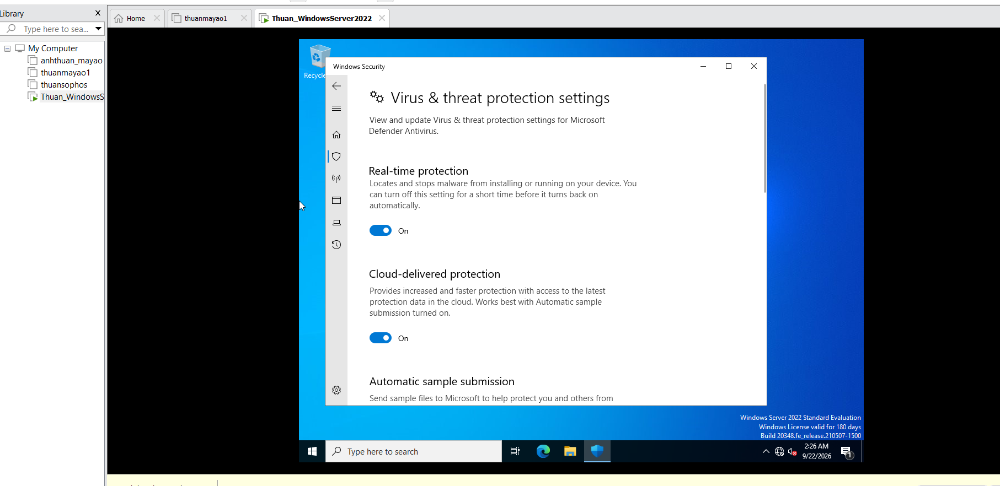 Library
Type here to sea...
My Computer
anhthuan_mayao
thuanmayao1
thuansophos
Thuan_WindowsS
Home
thuanmayao1
Thuan_WindowsServer2022
Recycle
Windows Security
Virus & threat protection settings
View and update Virus & threat protection settings for Microsoft
Defender Antivirus.
Real-time protection
Locates and stops malware from installing or running on your device. You
can turn off this setting for a short time before it turns back on
automatically.
On
Cloud-delivered protection
Provides increased and faster protection with access to the latest
protection data in the cloud. Works best with Automatic sample
submission turned on.
On
Automatic sample submission
Send sample files to Microsoft to help protect you and others from
Windows Server 2022 Standard Evaluation
Windows License valid for 180 days
Build 20348.fe_release.210507-1500
Type here to search
2:26 AM
9/22/2026
1